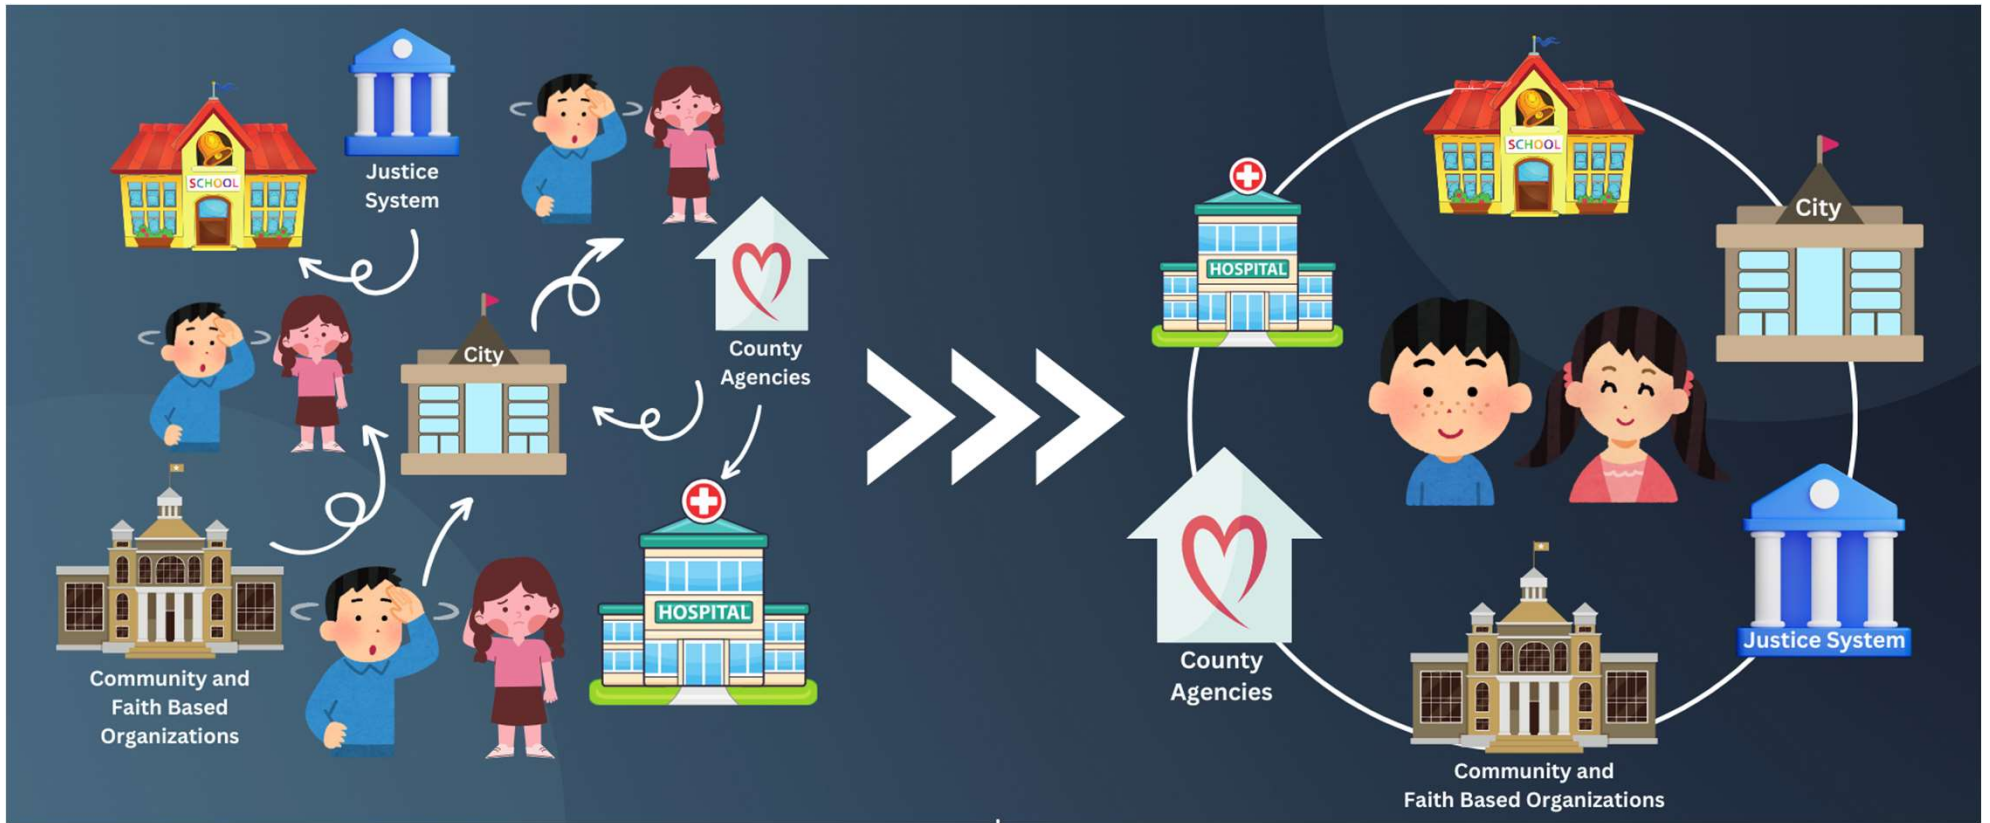 Justice
System
SCHOOL
City
County
Agencies
HOSPITAL
Community and
Faith Based
Organizations
SCHOOL
City
HOSPITAL
Justice System
County
Agencies
Community and
Faith Based Organizations